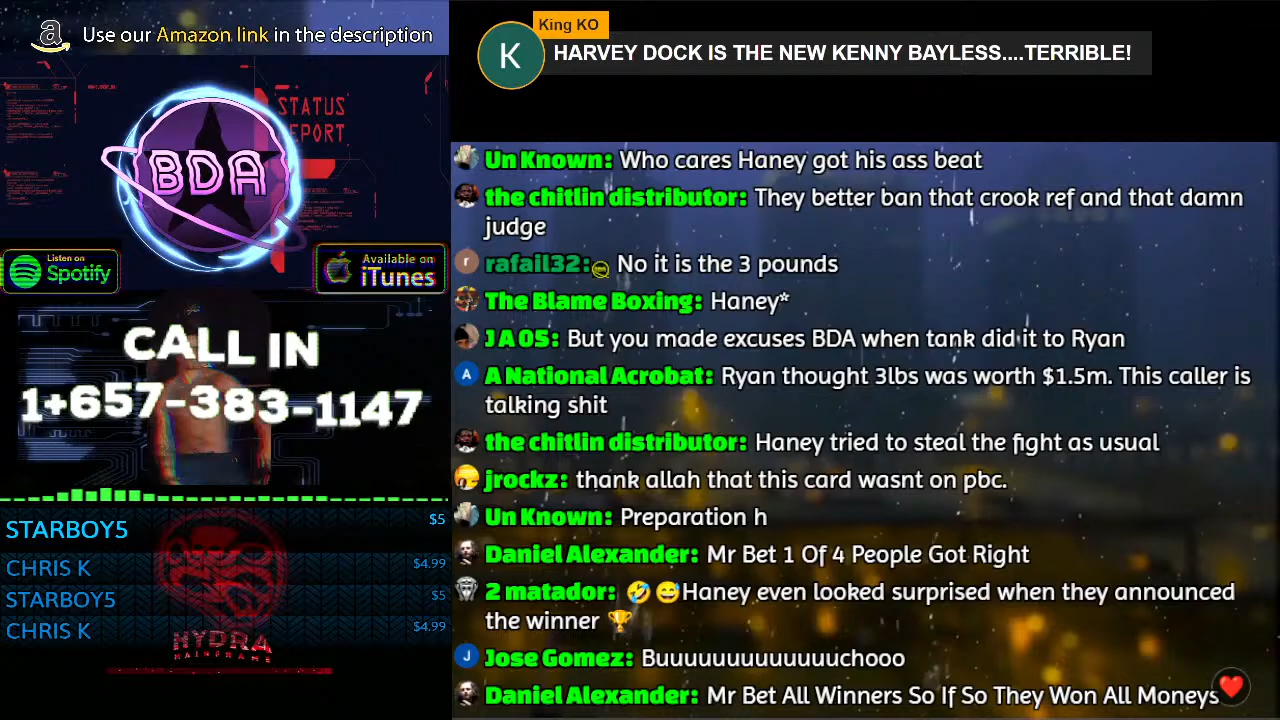 Use our Amazon link in the description
STATUS
EPORT
BDA
Listen on
Spotify
Available on
iTunes
CALL IN
1+657-383-1147
STARBOY5 $5
CHRIS K $4.99
STARBOY5 $5
CHRIS K $4.99
HYDRA
MAINFRAME
King KO
K
HARVEY DOCK IS THE NEW KENNY BAYLESS....TERRIBLE!
Un Known: Who cares Haney got his ass beat
the chitlin distributor: They better ban that crook ref and that damn
judge
r rafail32: No it is the 3 pounds
The Blame Boxing: Haney*
J A 05: But you made excuses BDA when tank did it to Ryan
A A National Acrobat: Ryan thought 3lbs was worth $1.5m. This caller is
talking shit
the chitlin distributor: Haney tried to steal the fight as usual
jrockz: thank allah that this card wasnt on pbc.
Un Known: Preparation h
Daniel Alexander: Mr Bet 1 Of 4 People Got Right
2 matador: 🤣😅Haney even looked surprised when they announced
the winner 🏆
J Jose Gomez: Buuuuuuuuuuuuchooo
Daniel Alexander: Mr Bet All Winners So If So They Won All Moneys